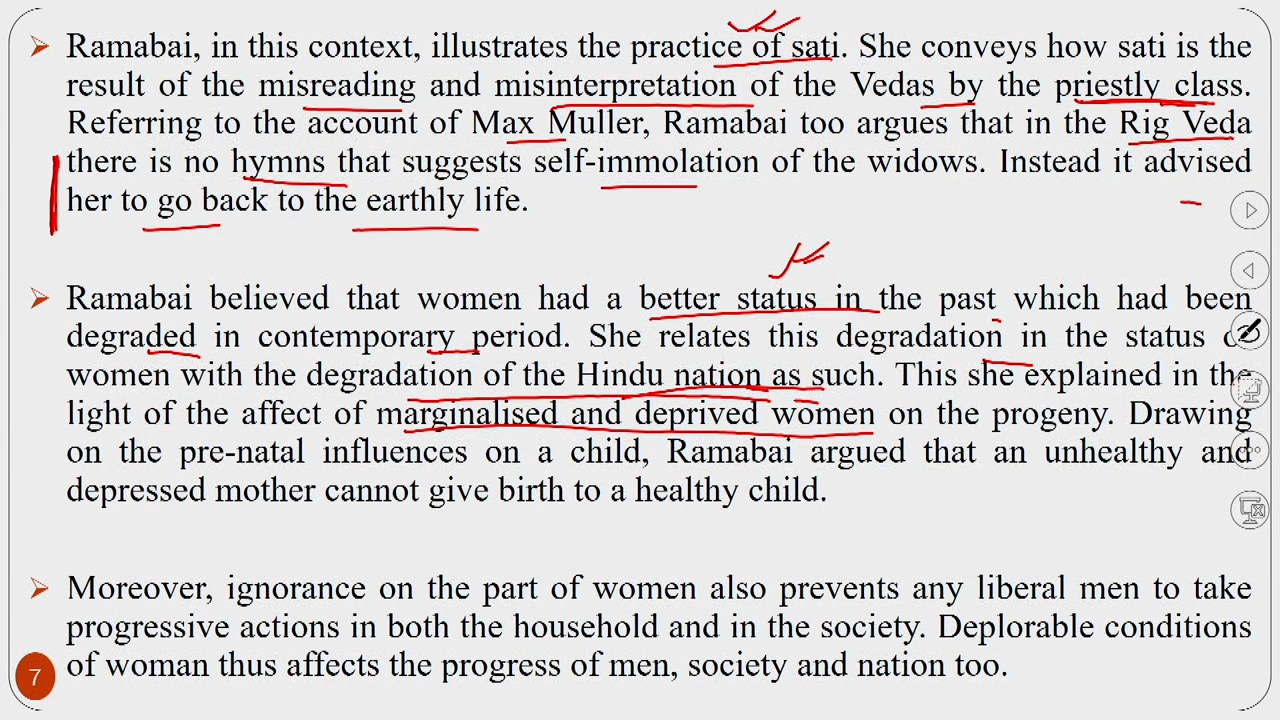 Ramabai, in this context, illustrates the practice of sati. She conveys how sati is the
result of the misreading and misinterpretation of the Vedas by the priestly class.
Referring to the account of Max Muller, Ramabai too argues that in the Rig Veda
there is no hymns that suggests self-immolation of the widows. Instead it advised
her to go back to the earthly life.
Ramabai believed that women had a better status in the past which had been
degraded in contemporary period. She relates this degradation in the status of
women with the degradation of the Hindu nation as such. This she explained in the
light of the affect of marginalised and deprived women on the progeny. Drawing
on the pre-natal influences on a child, Ramabai argued that an unhealthy and
depressed mother cannot give birth to a healthy child.
Moreover, ignorance on the part of women also prevents any liberal men to take
progressive actions in both the household and in the society. Deplorable conditions
of woman thus affects the progress of men, society and nation too.
7